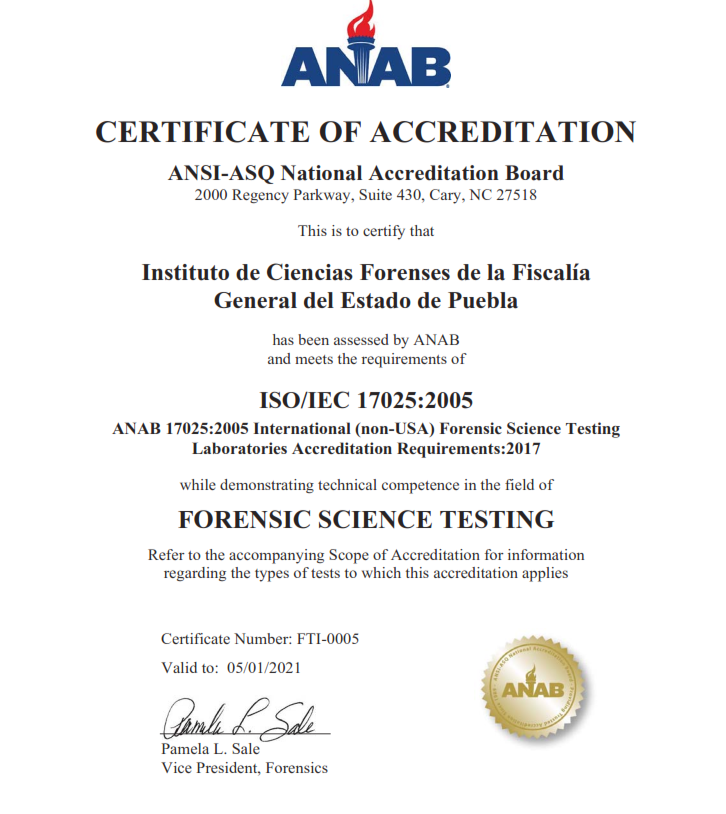 ANAB
CERTIFICATE OF ACCREDITATION
ANSI-ASQ National Accreditation Board
2000 Regency Parkway, Suite 430, Cary, NC 27518
This is to certify that
Instituto de Ciencias Forenses de la Fiscalía
General del Estado de Puebla
has been assessed by ANAB
and meets the requirements of
ISO/IEC 17025:2005
ANAB 17025:2005 International (non-USA) Forensic Science Testing
Laboratories Accreditation Requirements:2017
while demonstrating technical competence in the field of
FORENSIC SCIENCE TESTING
Refer to the accompanying Scope of Accreditation for information
regarding the types of tests to which this accreditation applies
Certificate Number: FTI-0005
Valid to: 05/01/2021
Pamela L. Sale
Pamela L. Sale
Vice President, Forensics
ANSI-ASQ National Accreditation Board
ANAB